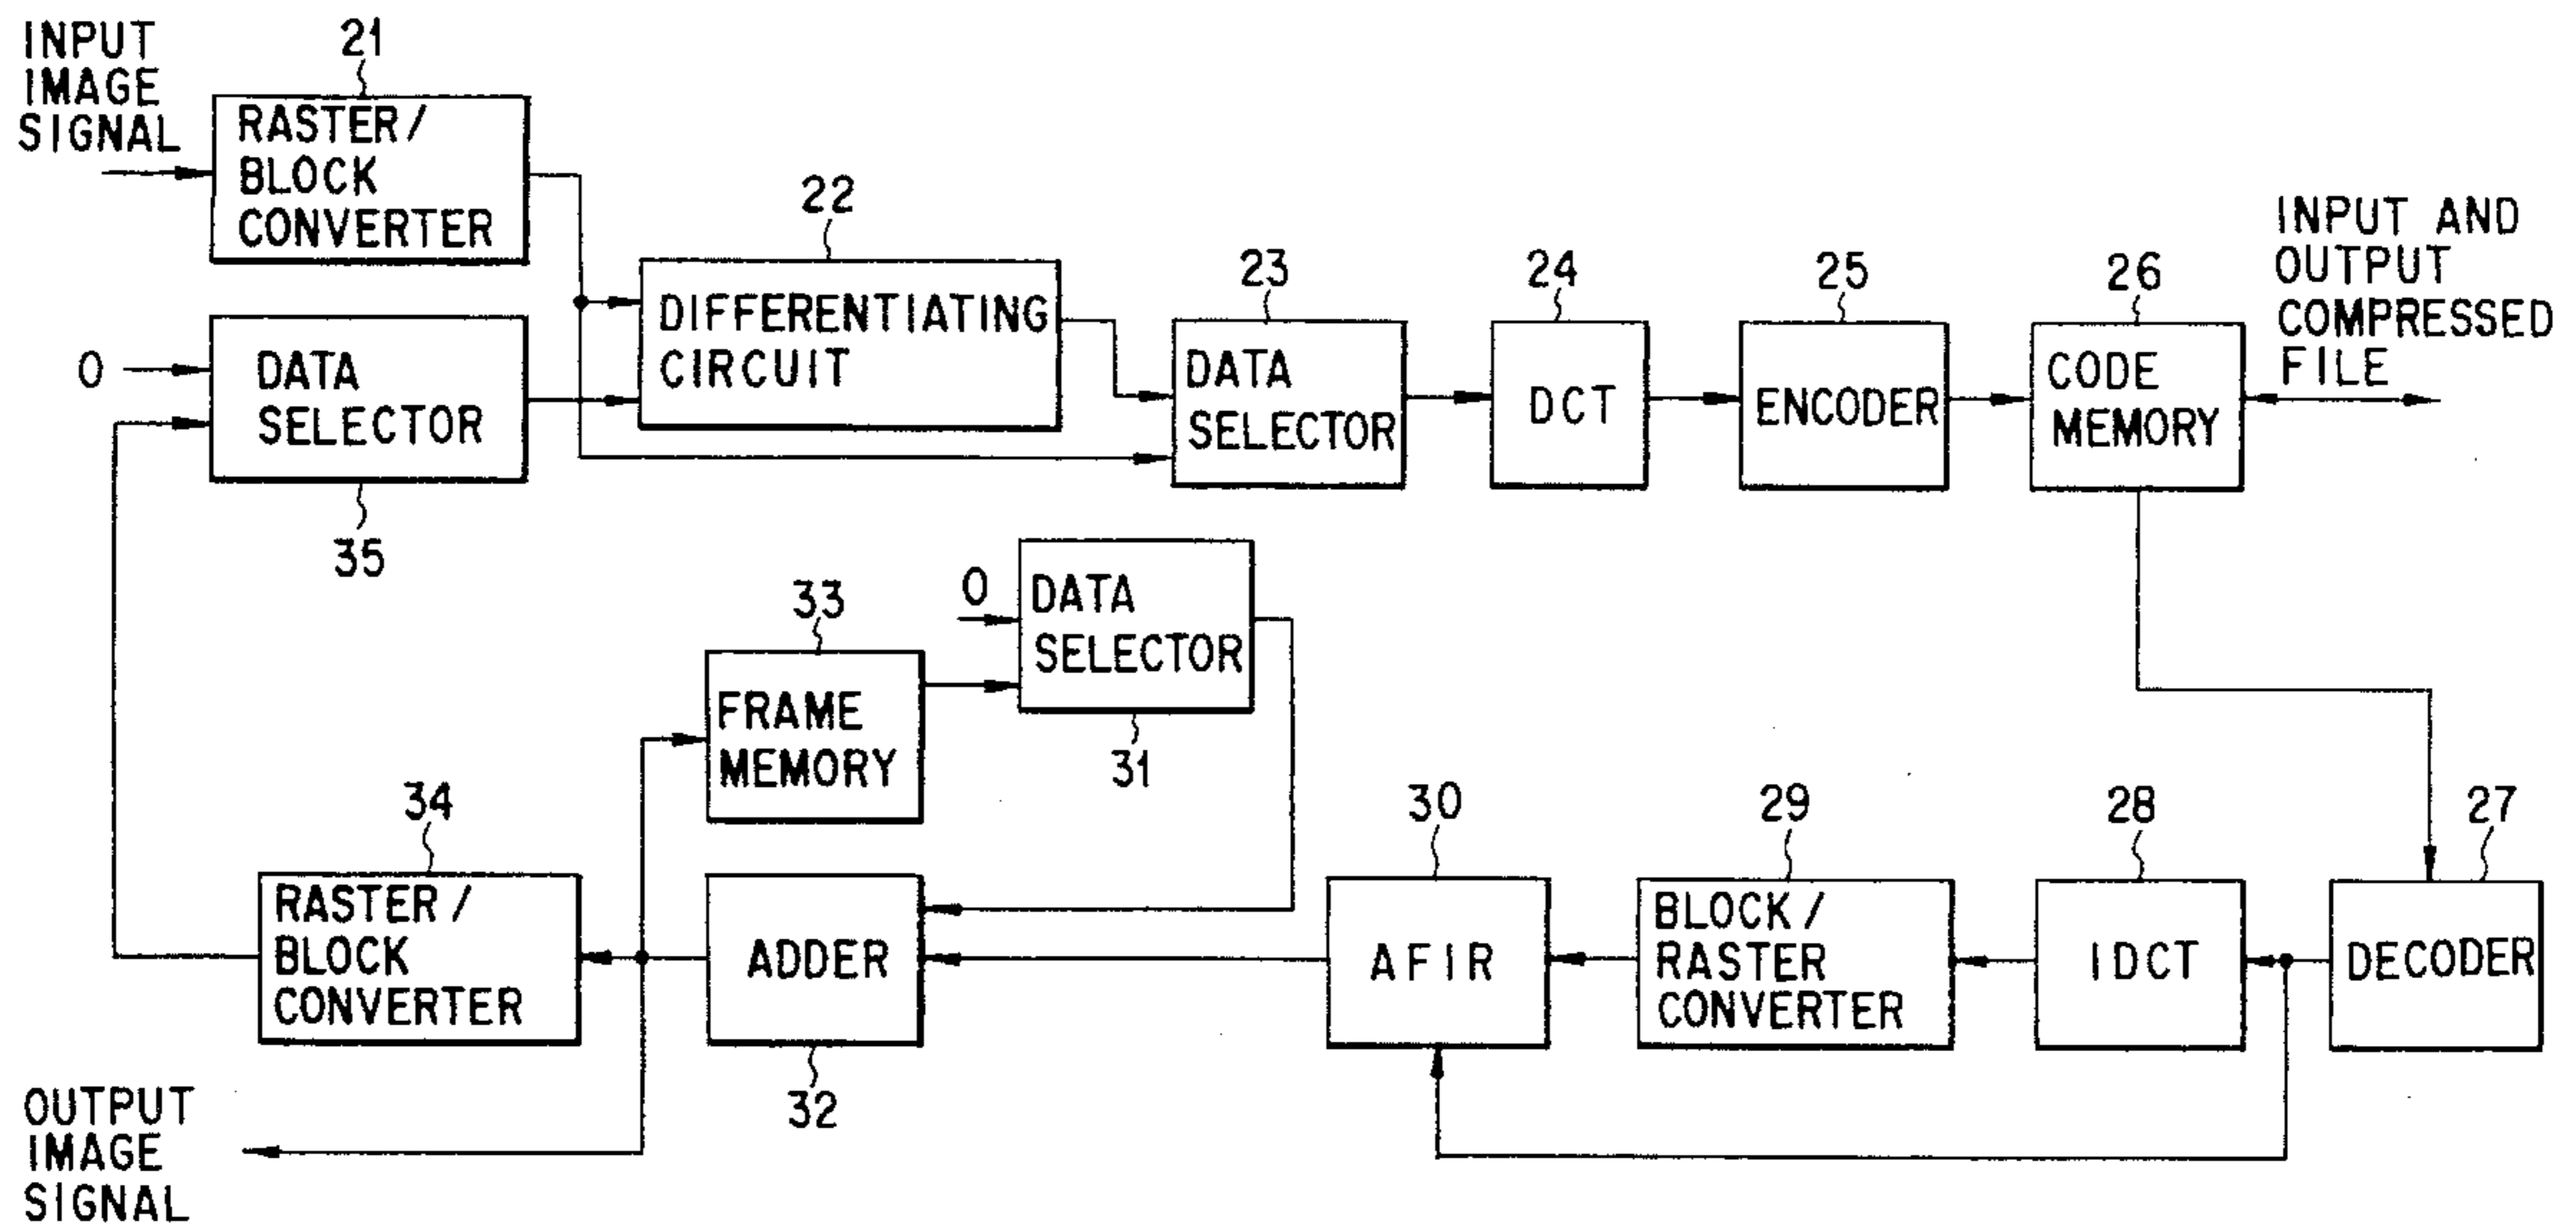 INPUT
IMAGE
SIGNAL
21
RASTER/
BLOCK
CONVERTER
22
DIFFERENTIATING
CIRCUIT
0
DATA
SELECTOR
35
23
DATA
SELECTOR
24
DCT
25
ENCODER
26
CODE
MEMORY
INPUT AND
OUTPUT
COMPRESSED
FILE
33
FRAME
MEMORY
0
DATA
SELECTOR
31
34
RASTER/
BLOCK
CONVERTER
ADDER
32
30
AFIR
29
BLOCK/
RASTER
CONVERTER
28
IDCT
27
DECODER
OUTPUT
IMAGE
SIGNAL